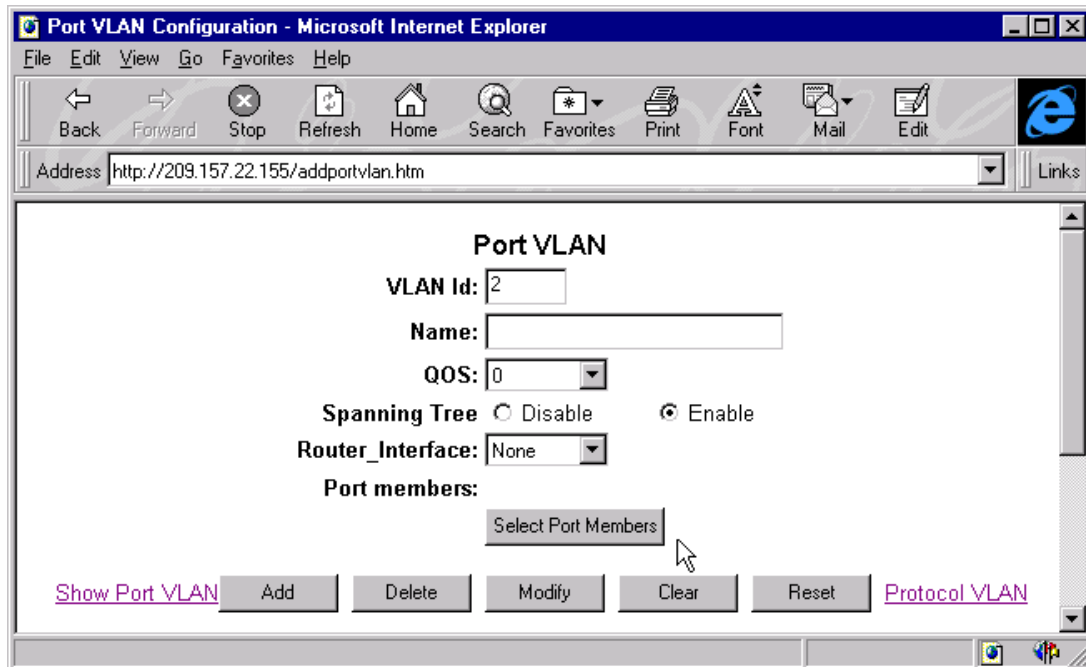 Port VLAN Configuration - Microsoft Internet Explorer
File Edit View Go Favorites Help
Back Forward Stop Refresh Home Search Favorites Print Font Mail Edit
Address http://209.157.22.155/addportvlan.htm Links
Port VLAN
VLAN Id: 2
Name:
QOS: 0
Spanning Tree Disable Enable
Router_Interface: None
Port members:
Select Port Members
Show Port VLAN Add Delete Modify Clear Reset Protocol VLAN